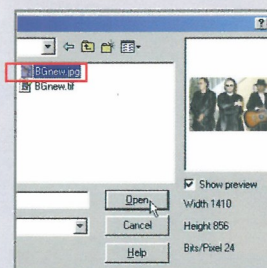 ?
BGnew.jpg
BGnew.tif
Open
Cancel
Help
Show preview
Width 1410
Height 856
Bits/Pixel 24